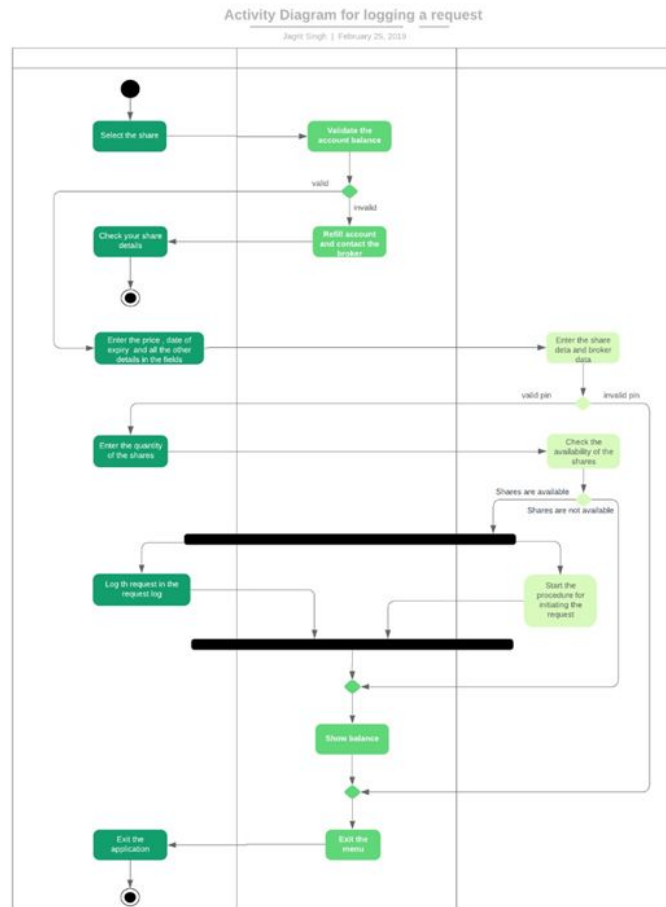 Activity Diagram for logging a request
Jagrit Singh | February 25, 2019
Select the share
Validate the
account balance
valid
invalid
Check your share
details
Refill account
and contact the
broker
Enter the price , date of
expiry and all the other
details in the fields
Enter the share
deta and broker
data
valid pin
invalid pin
Enter the quantity
of the shares
Check the
availability of the
shares
Shares are available
Shares are not available
Log th request in the
request log
Start the
procedure for
initiating the
request
Show balance
Exit the
application
Exit the
menu